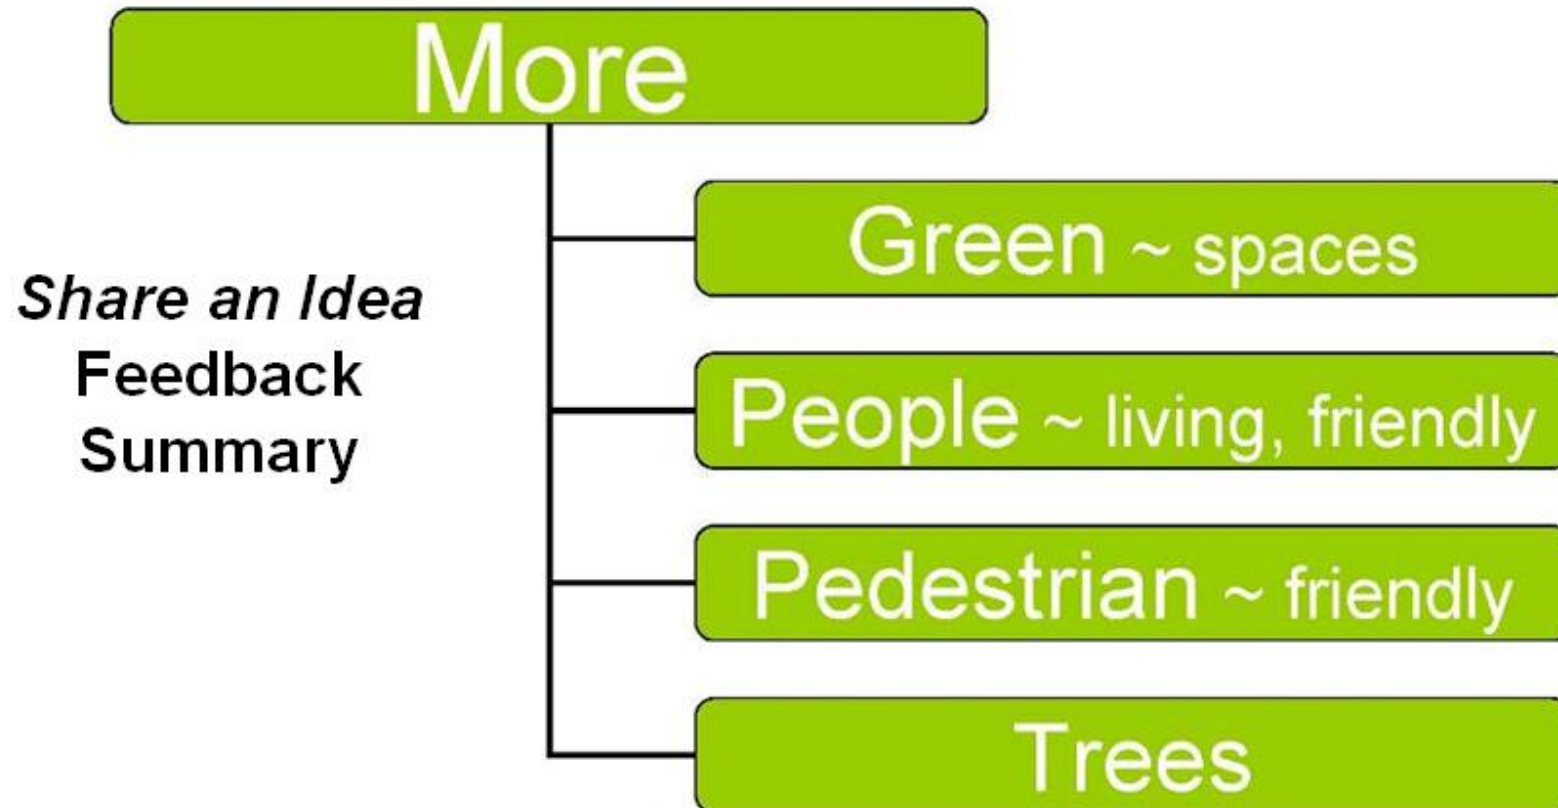 More
Share an Idea
Feedback
Summary
Green ~ spaces
People ~ living, friendly
Pedestrian ~ friendly
Trees